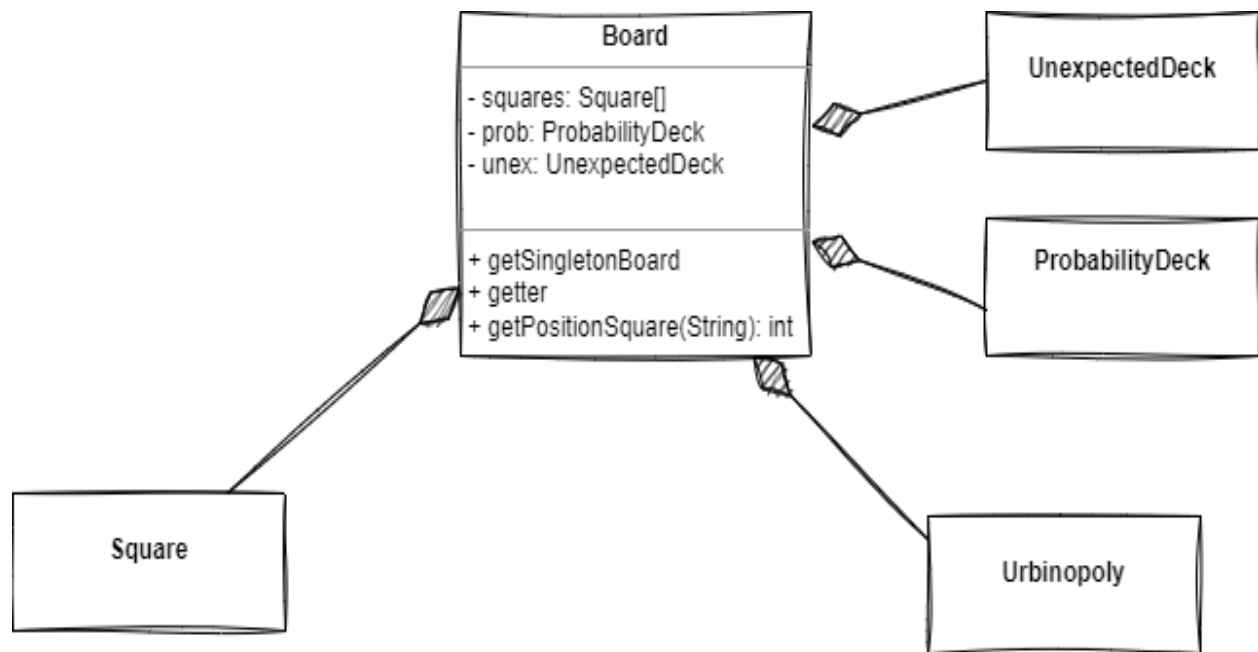 Board
- squares: Square[]
- prob: ProbabilityDeck
- unex: UnexpectedDeck
+ getSingletonBoard
+ getter
+ getPositionSquare(String): int
UnexpectedDeck
ProbabilityDeck
Square
Urbinopoly